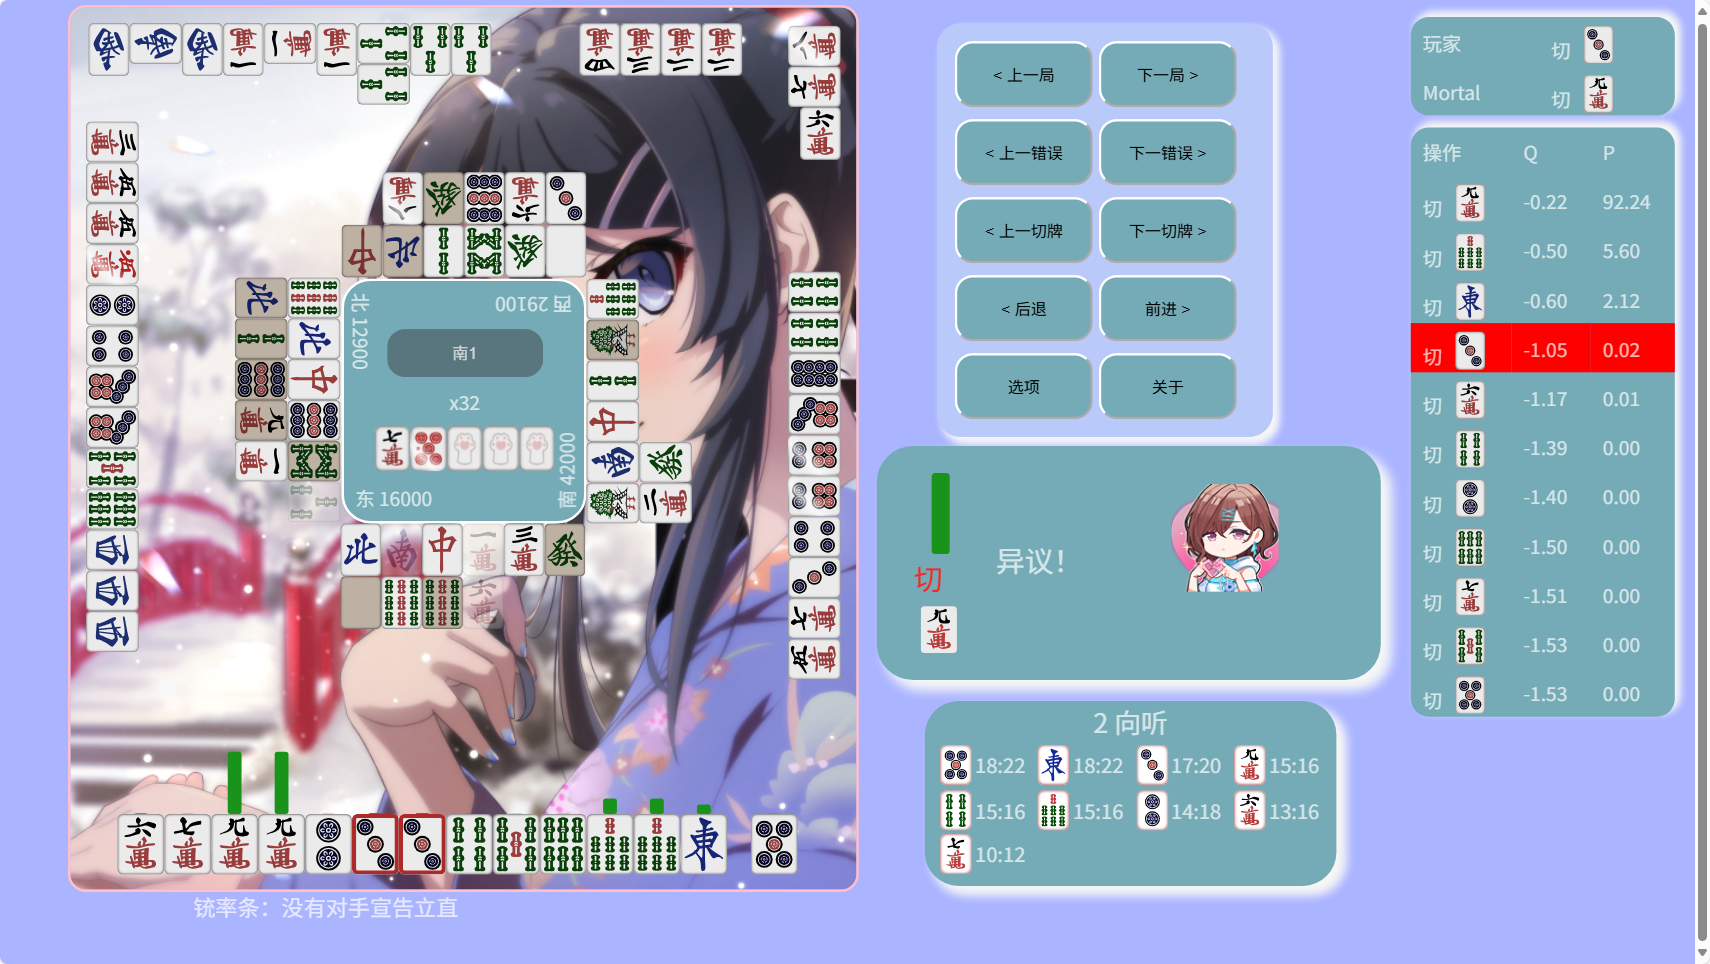 北 12900
西 29100
南1
x32
东 16000
南 42000
铳率条：没有对手宣告立直
< 上一局
下一局 >
< 上一错误
下一错误 >
< 上一切牌
下一切牌 >
< 后退
前进 >
选项
关于
切
异议!
2 向听
18:22 18:22 17:20 15:16
15:16 15:16 14:18 13:16
10:12
玩家 切
Mortal 切
操作 Q P
切 -0.22 92.24
切 -0.50 5.60
切 -0.60 2.12
切 -1.05 0.02
切 -1.17 0.01
切 -1.39 0.00
切 -1.40 0.00
切 -1.50 0.00
切 -1.51 0.00
切 -1.53 0.00
切 -1.53 0.00